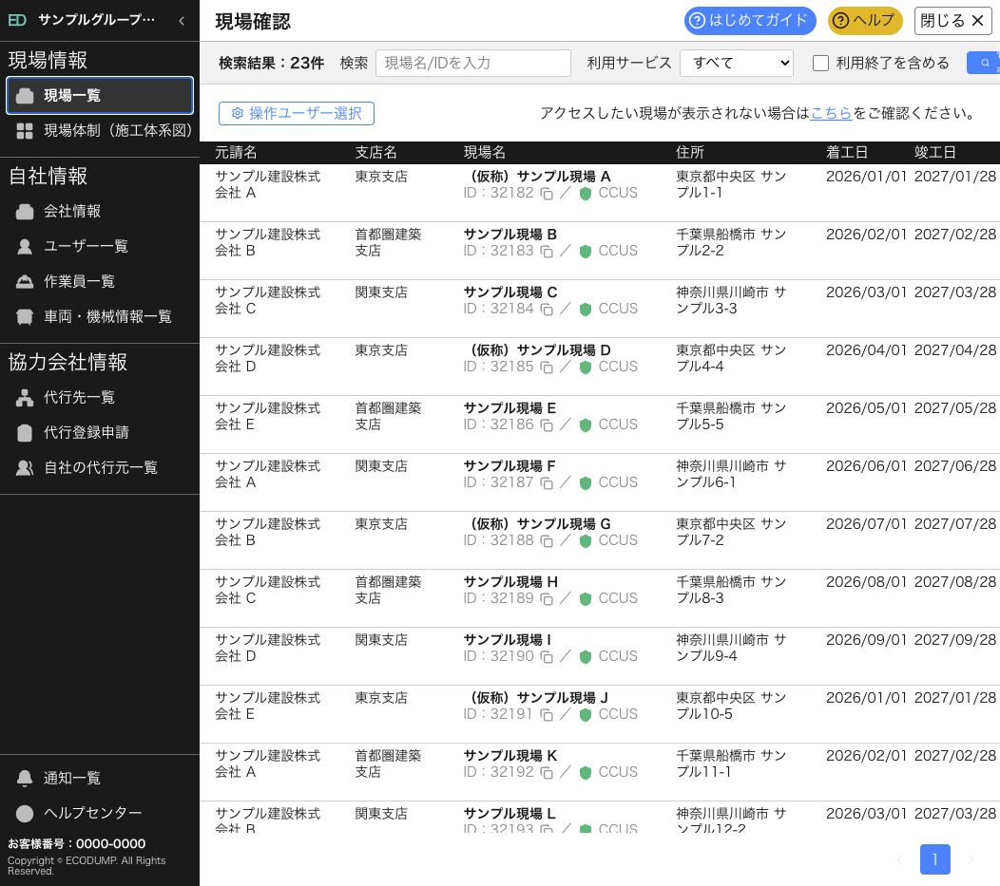 ED サンプルグループ…
現場情報
現場一覧
現場体制（施工体系図）
自社情報
会社情報
ユーザー一覧
作業員一覧
車両・機械情報一覧
協力会社情報
代行先一覧
代行登録申請
自社の代行元一覧
通知一覧
ヘルプセンター
お客様番号：0000-0000
Copyright © ECODUMP. All Rights
Reserved.
現場確認
はじめてガイド ヘルプ 閉じる
検索結果：23件 検索 現場名/IDを入力 利用サービス すべて 利用終了を含める
操作ユーザー選択 アクセスしたい現場が表示されない場合はこちらをご確認ください。
元請名 支店名 現場名 住所 着工日 竣工日
サンプル建設株式 東京支店 （仮称）サンプル現場 A 東京都中央区 サン 2026/01/01 2027/01/28
会社 A ID：32182 ／ CCUS プル1-1
サンプル建設株式 首都圏建築 サンプル現場 B 千葉県船橋市 サン 2026/02/01 2027/02/28
会社 B 支店 ID：32183 ／ CCUS プル2-2
サンプル建設株式 関東支店 サンプル現場 C 神奈川県川崎市 サ 2026/03/01 2027/03/28
会社 C ID：32184 ／ CCUS ンプル3-3
サンプル建設株式 東京支店 （仮称）サンプル現場 D 東京都中央区 サン 2026/04/01 2027/04/28
会社 D ID：32185 ／ CCUS プル4-4
サンプル建設株式 首都圏建築 サンプル現場 E 千葉県船橋市 サン 2026/05/01 2027/05/28
会社 E 支店 ID：32186 ／ CCUS プル5-5
サンプル建設株式 関東支店 サンプル現場 F 神奈川県川崎市 サ 2026/06/01 2027/06/28
会社 A ID：32187 ／ CCUS ンプル6-1
サンプル建設株式 東京支店 （仮称）サンプル現場 G 東京都中央区 サン 2026/07/01 2027/07/28
会社 B ID：32188 ／ CCUS プル7-2
サンプル建設株式 首都圏建築 サンプル現場 H 千葉県船橋市 サン 2026/08/01 2027/08/28
会社 C 支店 ID：32189 ／ CCUS プル8-3
サンプル建設株式 関東支店 サンプル現場 I 神奈川県川崎市 サ 2026/09/01 2027/09/28
会社 D ID：32190 ／ CCUS ンプル9-4
サンプル建設株式 東京支店 （仮称）サンプル現場 J 東京都中央区 サン 2026/01/01 2027/01/28
会社 E ID：32191 ／ CCUS プル10-5
サンプル建設株式 首都圏建築 サンプル現場 K 千葉県船橋市 サン 2026/02/01 2027/02/28
会社 A 支店 ID：32192 ／ CCUS プル11-1
サンプル建設株式 関東支店 サンプル現場 L 神奈川県川崎市 サ 2026/03/01 2027/03/28
会社 B ID：32193 ／ CCUS ンプル12-2
1